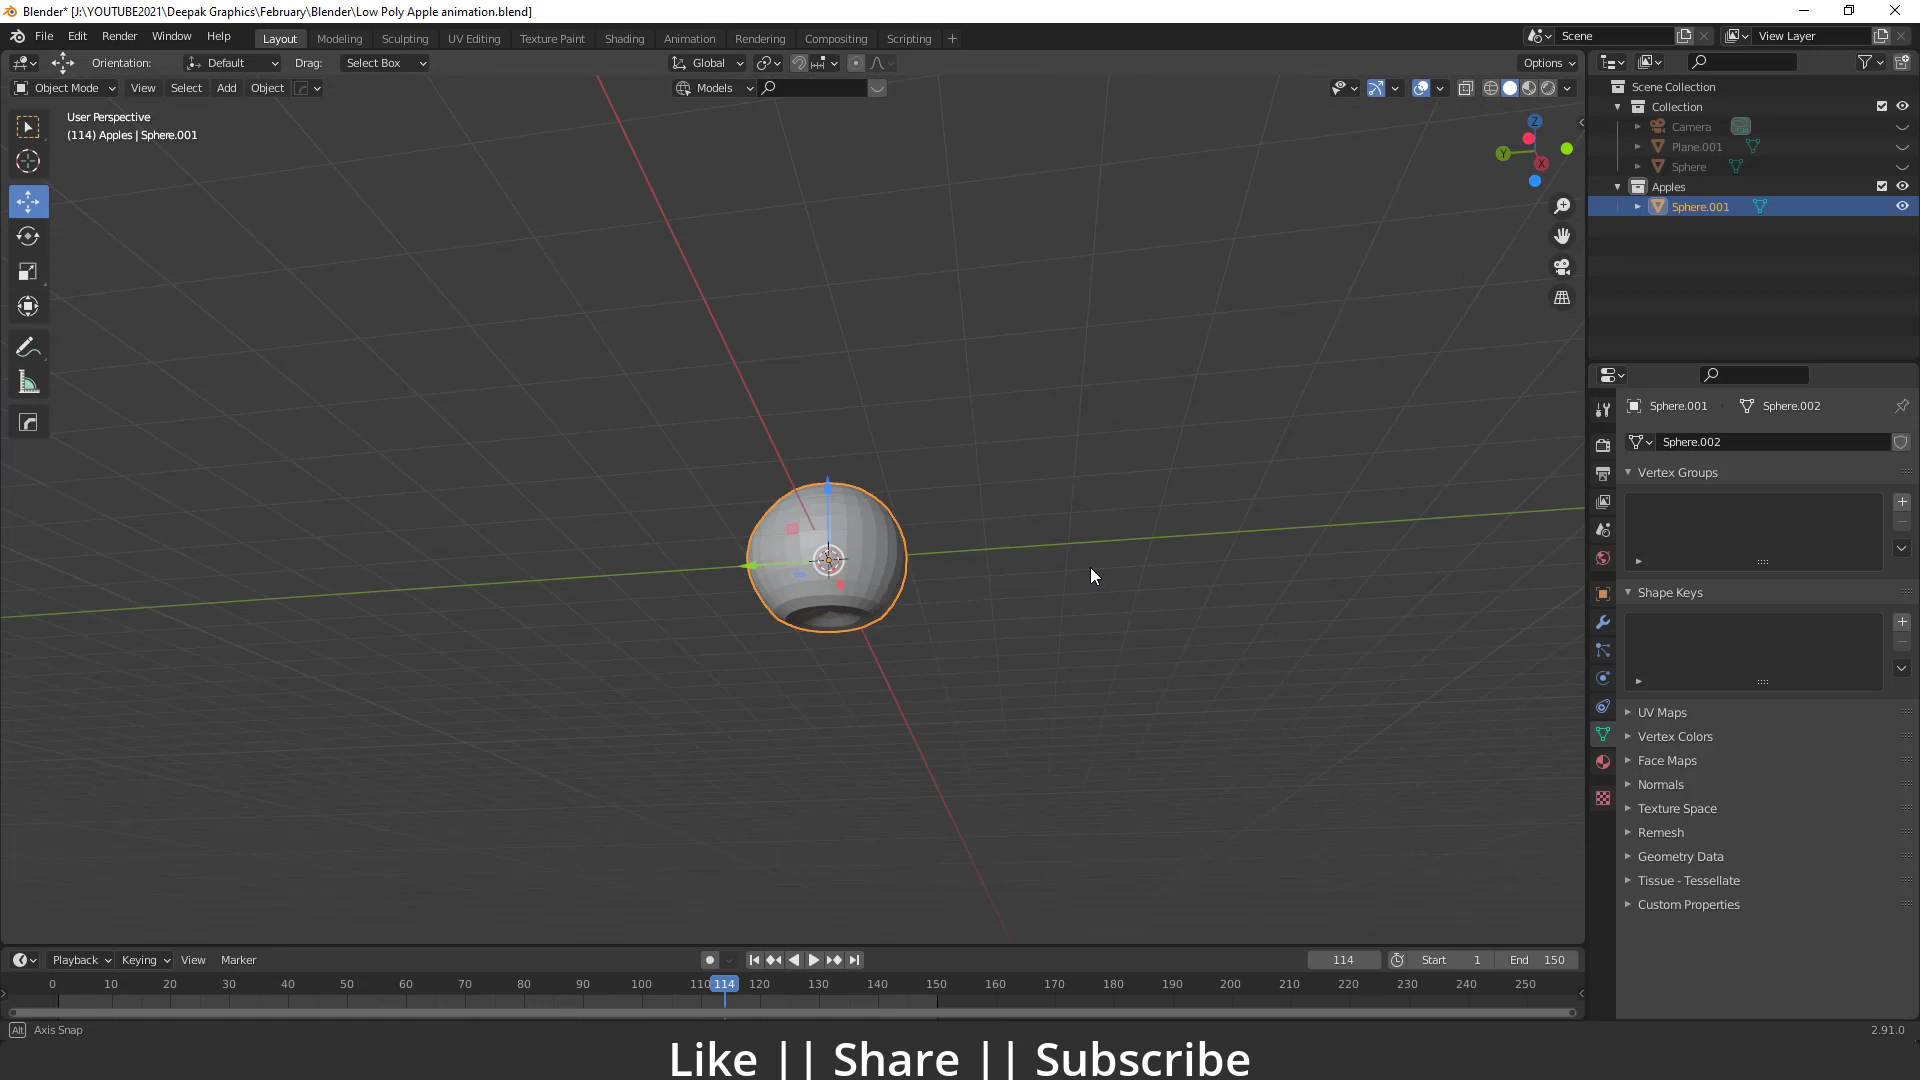 Blender* [J:\YOUTUBE2021\Deepak Graphics\February\Blender\Low Poly Apple animation.blend]
File Edit Render Window Help Layout Modeling Sculpting UV Editing Texture Paint Shading Animation Rendering Compositing Scripting + Scene View Layer
Orientation: Default Drag: Select Box Global Options
Object Mode View Select Add Object Models
User Perspective
(114) Apples | Sphere.001
Z
Y
X
Scene Collection
Collection
Camera
Plane.001
Sphere
Apples
Sphere.001
Sphere.001 Sphere.002
Sphere.002
Vertex Groups
Shape Keys
UV Maps
Vertex Colors
Face Maps
Normals
Texture Space
Remesh
Geometry Data
Tissue - Tessellate
Custom Properties
Playback Keying View Marker 114 Start 1 End 150
0 10 20 30 40 50 60 70 80 90 100 110 114 120 130 140 150 160 170 180 190 200 210 220 230 240 250
Alt Axis Snap 2.91.0
Like || Share || Subscribe